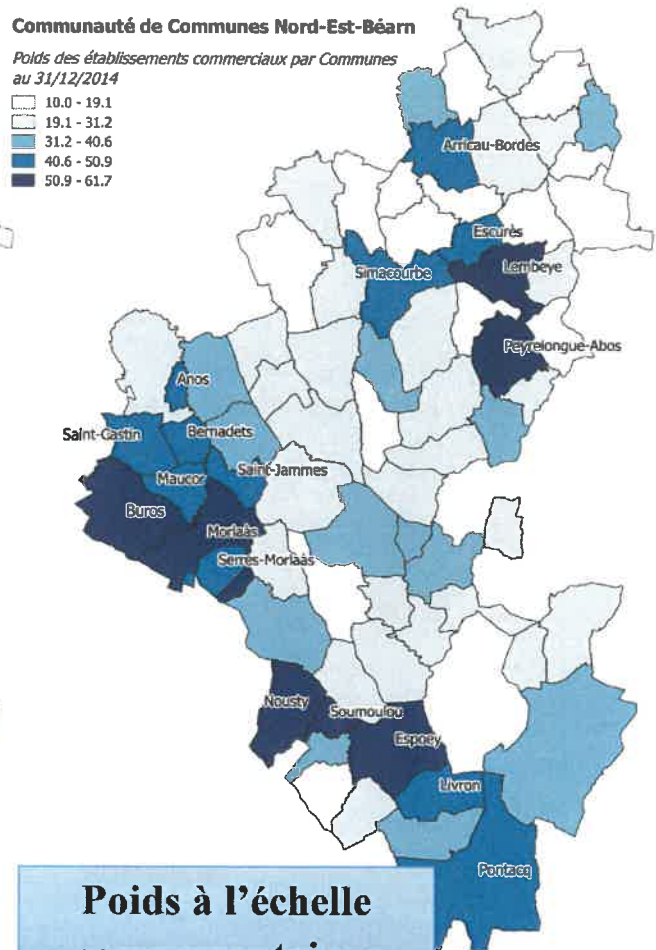 Communauté de Communes Nord-Est-Béarn
Poids des établissements commerciaux par Communes
au 31/12/2014
10.0 - 19.1
19.1 - 31.2
31.2 - 40.6
40.6 - 50.9
50.9 - 61.7
Arricau-Bordes
Escurès
Simacourbe
Lembeye
Peyrelongue-Abos
Anos
Saint-Castin
Bernadets
Saint-Jammes
Maucor
Buros
Morlaàs
Serres-Morlaàs
Nousty
Soumoulou
Espoey
Livron
Pontacq
Poids à l'échelle